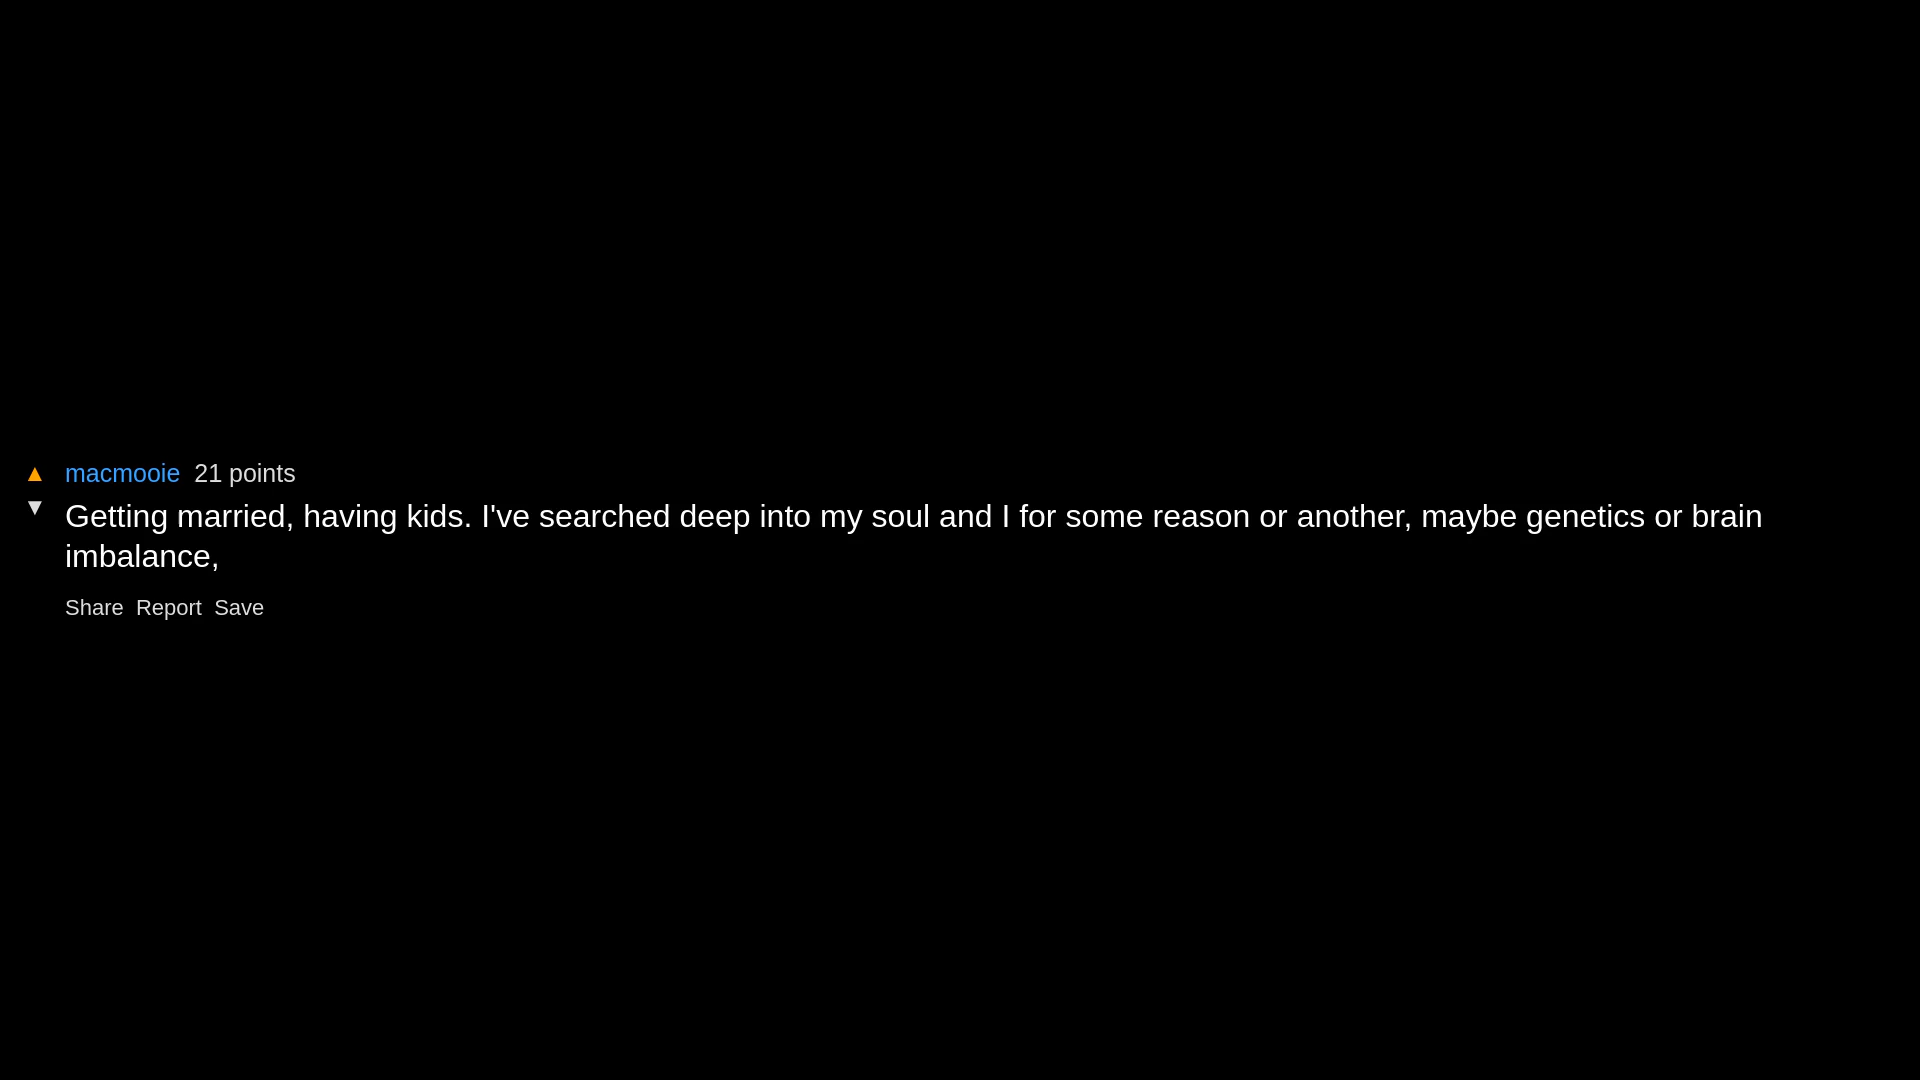 ▲ macmooie 21 points
▼ Getting married, having kids. I've searched deep into my soul and I for some reason or another, maybe genetics or brain
imbalance,
Share Report Save